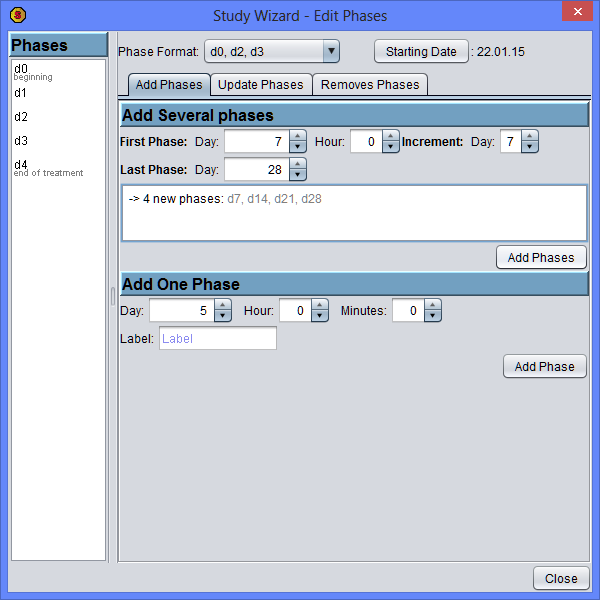 Study Wizard - Edit Phases
Phases
d0
beginning
d1
d2
d3
d4
end of treatment
Phase Format: d0, d2, d3 Starting Date : 22.01.15
Add Phases Update Phases Removes Phases
Add Several phases
First Phase: Day: 7 Hour: 0 Increment: Day: 7
Last Phase: Day: 28
-> 4 new phases: d7, d14, d21, d28
Add Phases
Add One Phase
Day: 5 Hour: 0 Minutes: 0
Label: Label
Add Phase
Close